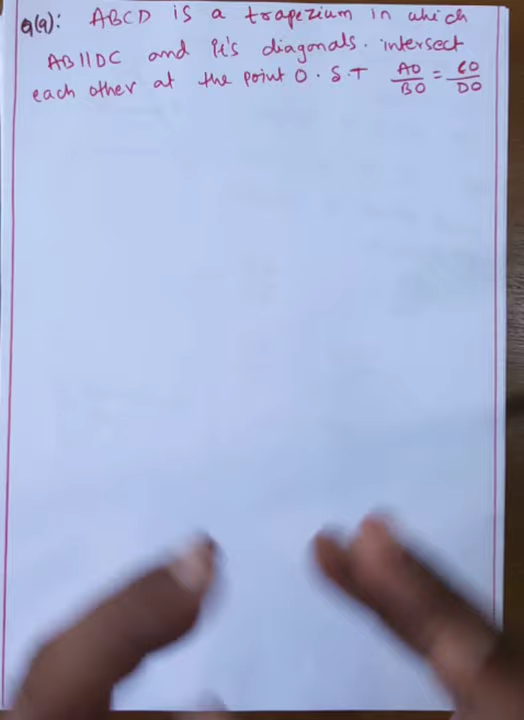 Q(9): ABCD is a trapezium in which
AB||DC and it's diagonals. intersect
each other at the point O. S.T AO/BO = CO/DO